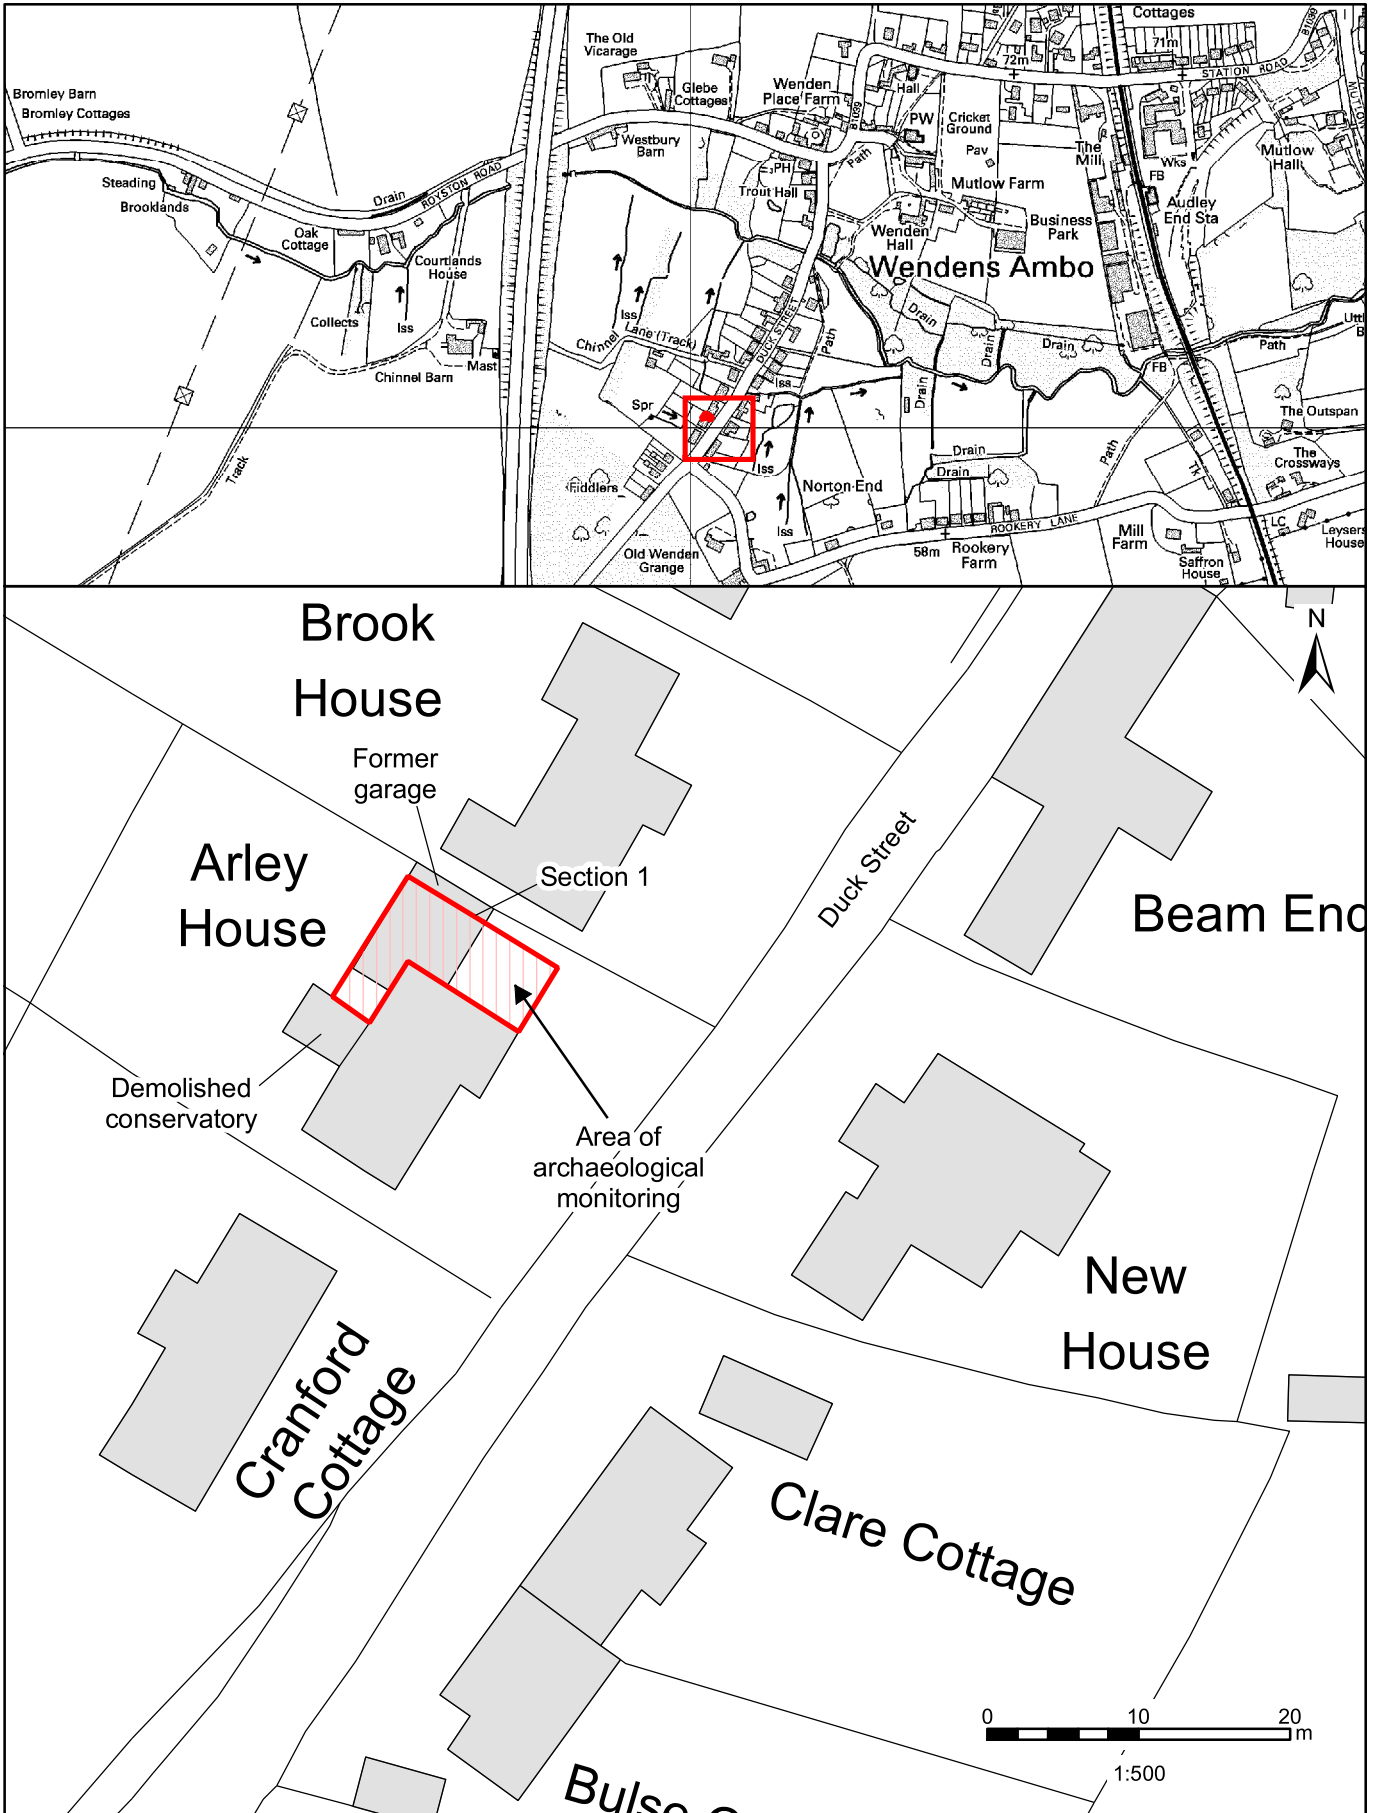 Cottages
71m
72m
B1039
STATION ROAD
The Old
Vicarage
Glebe
Cottages
Wenden
Place Farm
B1039
Hall
PW
Cricket
Ground
Pav
The
Mill
Wks
FB
Mutlow
Hall
Bromley Barn
Bromley Cottages
Westbury
Barn
PH
Path
Trout Hall
Mutlow Farm
Audley
End Sta
Steading
Brooklands
Drain
ROYSTON ROAD
Oak
Cottage
Courtlands
House
Wenden
Hall
Business
Park
Wendens Ambo
Collects
Iss
Iss
Chinnel Lane (Track)
DUCK STREET
Path
Drain
Drain
Drain
Path
Chinnel Barn
Mast
Iss
Drain
FB
Spr
The Outspan
Track
Iss
Drain
Drain
Path
The
Crossways
Fiddlers
Norton End
Tk
Iss
ROOKERY LANE
LC
Leysers
House
Old Wenden
Grange
58m
Rookery
Farm
Mill
Farm
Saffron
House
Brook
House
N
Former
garage
Arley
House
Section 1
Duck Street
Beam End
Demolished
conservatory
Area of
archaeological
monitoring
New
House
Cranford
Cottage
Clare Cottage
0 10 20
m
1:500
Bulse C